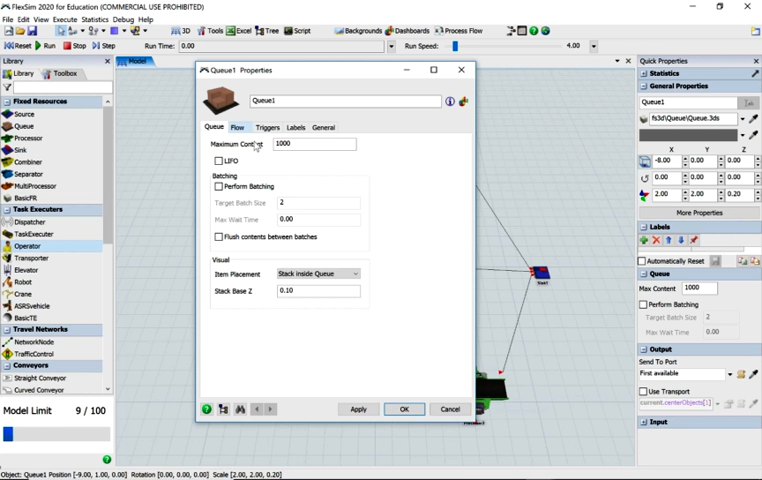 FlexSim 2020 for Education (COMMERCIAL USE PROHIBITED)
File Edit View Execute Statistics Debug Help
3D Tools Excel Tree Script Backgrounds Dashboards Process Flow
Reset Run Stop Step Run Time: 0.00 Run Speed: 4.00
Library
Library Toolbox
Fixed Resources
Source
Queue
Processor
Sink
Combiner
Separator
MultiProcessor
BasicFR
Task Executers
Dispatcher
TaskExecuter
Operator
Transporter
Elevator
Robot
Crane
ASRSvehicle
BasicTE
Travel Networks
NetworkNode
TrafficControl
Conveyors
Straight Conveyor
Curved Conveyor
Model Limit 9 / 100
Model
Queue1 Properties
Queue1
Queue Flow Triggers Labels General
Maximum Content 1000
LIFO
Batching
Perform Batching
Target Batch Size 2
Max Wait Time 0.00
Flush contents between batches
Visual
Item Placement Stack inside Queue
Stack Base Z 0.10
Apply OK Cancel
Sink1
Quick Properties
Statistics
General Properties
Queue1
fs3d\Queue\Queue.3ds
X Y Z
-8.00 0.00 0.00
0.00 0.00 0.00
2.00 2.00 0.20
More Properties
Labels
Automatically Reset
Queue
Max Content 1000
Perform Batching
Target Batch Size 2
Max Wait Time 0.00
Output
Send To Port
First available
Use Transport
current.centerObjects[1]
Input
Object: Queue1 Position [-9.00, 1.00, 0.00] Rotation [0.00, 0.00, 0.00] Scale [2.00, 2.00, 0.20]